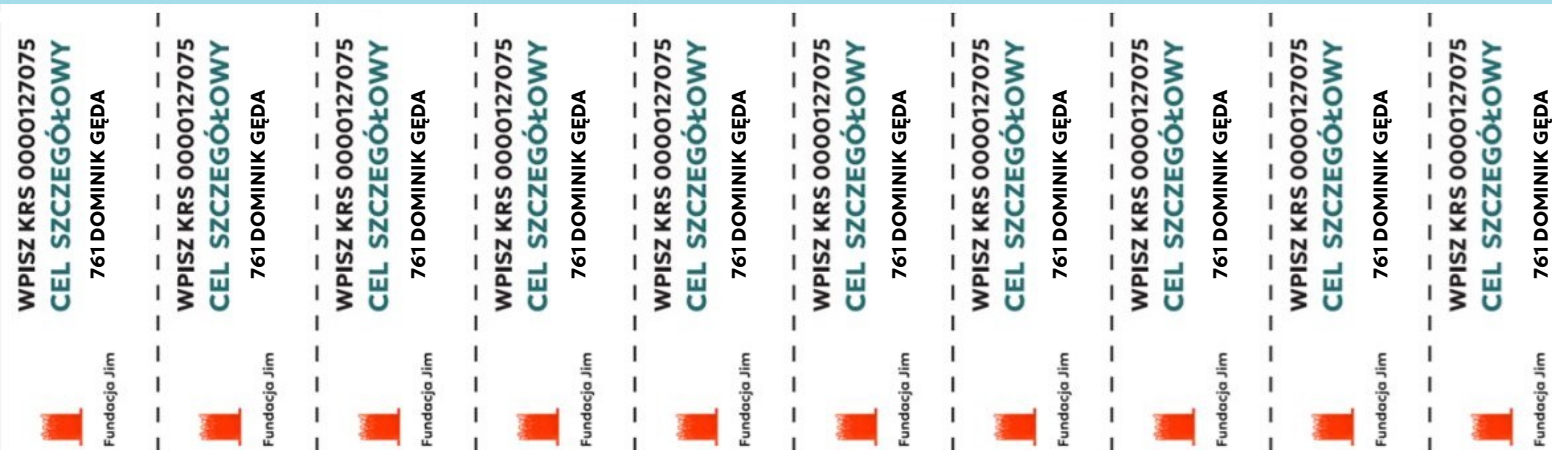 WPISZ KRS 0000127075
CEL SZCZEGÓŁOWY
761 DOMINIK GĘDA
Fundacja Jim
WPISZ KRS 0000127075
CEL SZCZEGÓŁOWY
761 DOMINIK GĘDA
Fundacja Jim
WPISZ KRS 0000127075
CEL SZCZEGÓŁOWY
761 DOMINIK GĘDA
Fundacja Jim
WPISZ KRS 0000127075
CEL SZCZEGÓŁOWY
761 DOMINIK GĘDA
Fundacja Jim
WPISZ KRS 0000127075
CEL SZCZEGÓŁOWY
761 DOMINIK GĘDA
Fundacja Jim
WPISZ KRS 0000127075
CEL SZCZEGÓŁOWY
761 DOMINIK GĘDA
Fundacja Jim
WPISZ KRS 0000127075
CEL SZCZEGÓŁOWY
761 DOMINIK GĘDA
Fundacja Jim
WPISZ KRS 0000127075
CEL SZCZEGÓŁOWY
761 DOMINIK GĘDA
Fundacja Jim
WPISZ KRS 0000127075
CEL SZCZEGÓŁOWY
761 DOMINIK GĘDA
Fundacja Jim
WPISZ KRS 0000127075
CEL SZCZEGÓŁOWY
761 DOMINIK GĘDA
Fundacja Jim